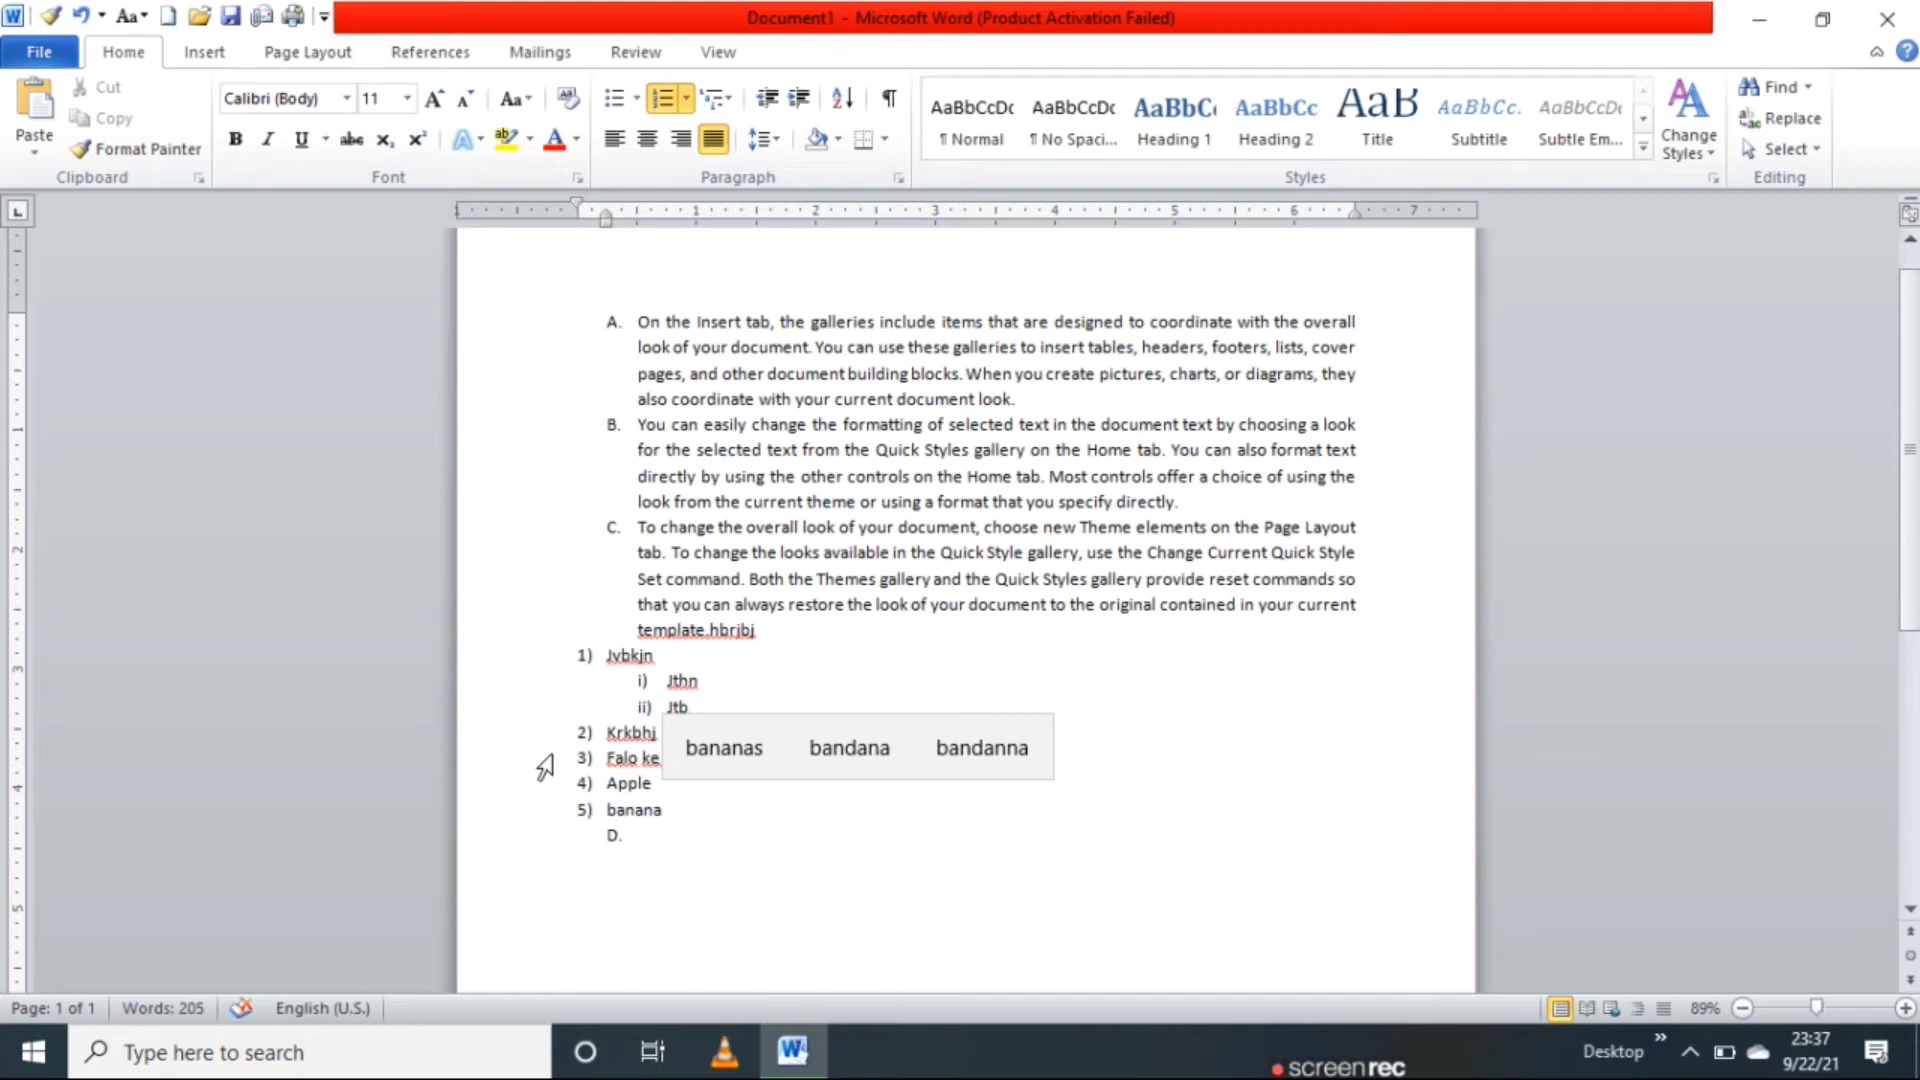 Document1 - Microsoft Word (Product Activation Failed)
File Home Insert Page Layout References Mailings Review View
Paste
Cut
Copy
Format Painter
Clipboard
Calibri (Body) 11
Font
Paragraph
AaBbCcDc AaBbCcDc AaBbC AaBbCc AaB AaBbCc. AaBbCcDc
¶ Normal ¶ No Spaci... Heading 1 Heading 2 Title Subtitle Subtle Em...
Styles
Change
Styles
Find
Replace
Select
Editing
1 1 2 3 4 5 6 7
A. On the Insert tab, the galleries include items that are designed to coordinate with the overall
look of your document. You can use these galleries to insert tables, headers, footers, lists, cover
pages, and other document building blocks. When you create pictures, charts, or diagrams, they
also coordinate with your current document look.
B. You can easily change the formatting of selected text in the document text by choosing a look
for the selected text from the Quick Styles gallery on the Home tab. You can also format text
directly by using the other controls on the Home tab. Most controls offer a choice of using the
look from the current theme or using a format that you specify directly.
C. To change the overall look of your document, choose new Theme elements on the Page Layout
tab. To change the looks available in the Quick Style gallery, use the Change Current Quick Style
Set command. Both the Themes gallery and the Quick Styles gallery provide reset commands so
that you can always restore the look of your document to the original contained in your current
template.hbrjbj
1) Jvbkjn
i) Jthn
ii) Jtb
2) Krkbhj
3) Falo ke
4) Apple
5) banana
D.
bananas bandana bandanna
Page: 1 of 1 Words: 205 English (U.S.) 89%
Type here to search
Desktop
23:37
9/22/21
screenrec